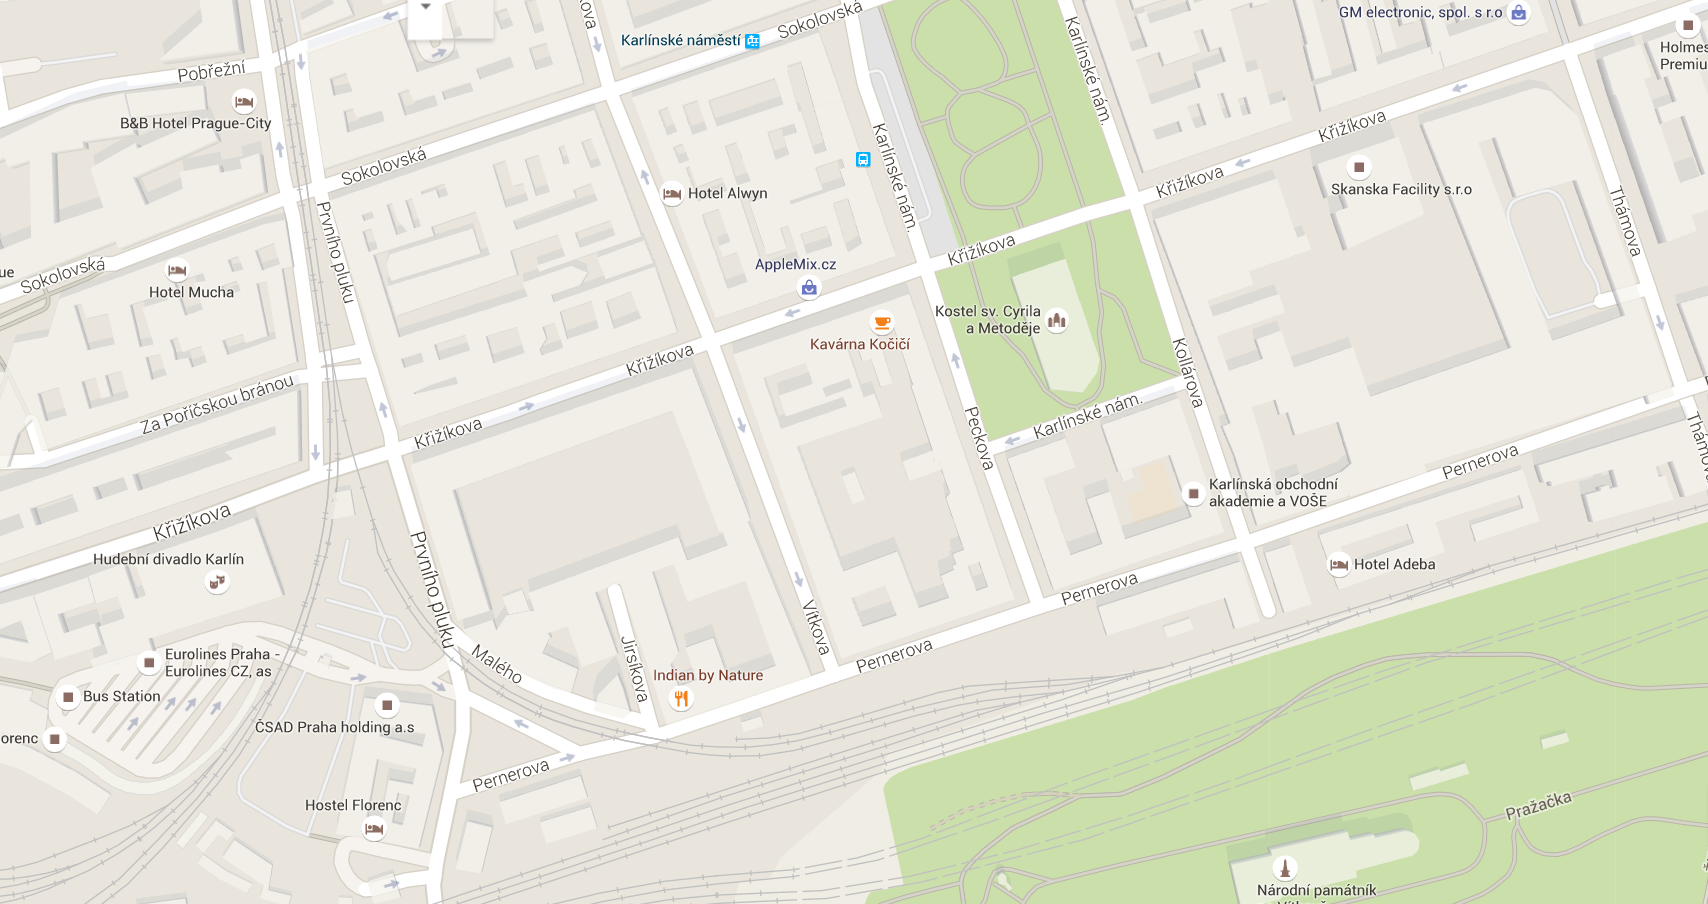 GM electronic, spol. s r.o
Holmes
Premiu
Karlínské náměstí
Sokolovská
Pobřežní
B&B Hotel Prague-City
Karlínské nám.
Křižíkova
Sokolovská
Karlínské nám.
Hotel Alwyn
Křižíkova
Skanska Facility s.r.o
Thámova
Prvního pluku
Křižíkova
AppleMix.cz
Sokolovská
Hotel Mucha
Kostel sv. Cyrila
a Metoděje
Kavárna Kočičí
Křižíkova
Kollárova
Za Poříčskou bránou
Karlínské nám.
Křižíkova
Peckova
Thámova
Pernerova
Karlínská obchodní
akademie a VOŠE
Křižíkova
Hudební divadlo Karlín
Prvního pluku
Hotel Adeba
Pernerova
Vítkova
Pernerova
Eurolines Praha -
Eurolines CZ, as
Malého
Jirsíkova
Indian by Nature
Bus Station
ČSAD Praha holding a.s
orenc
Pernerova
Hostel Florenc
Pražačka
Národní památník